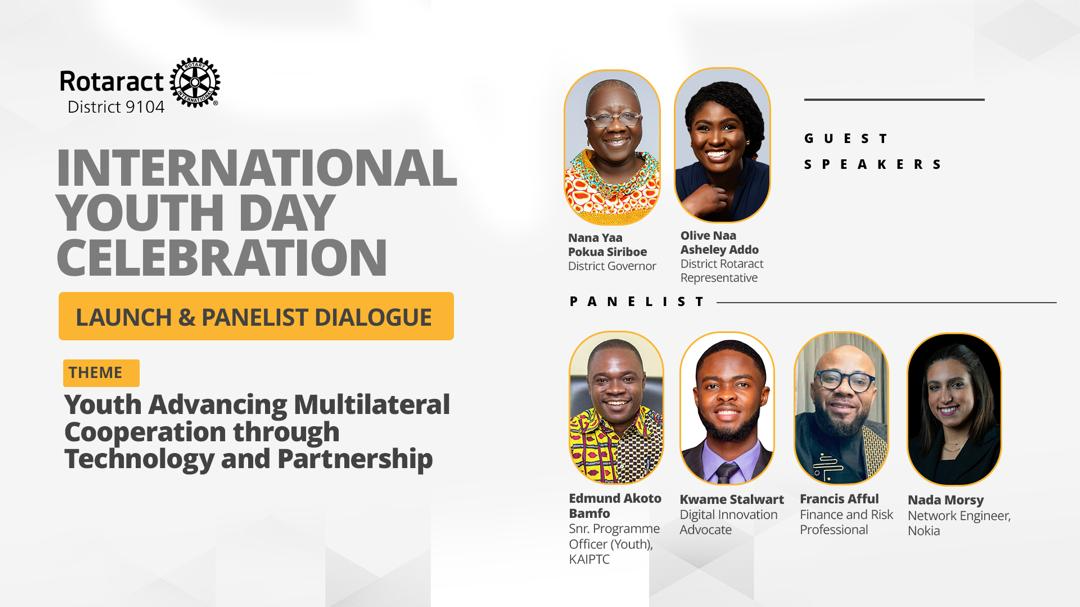 Rotaract
District 9104
INTERNATIONAL
YOUTH DAY
CELEBRATION
LAUNCH & PANELIST DIALOGUE
THEME
Youth Advancing Multilateral
Cooperation through
Technology and Partnership
GUEST
SPEAKERS
Nana Yaa
Pokua Siriboe
District Governor
Olive Naa
Asheley Addo
District Rotaract
Representative
PANELIST
Edmund Akoto
Bamfo
Snr. Programme
Officer (Youth),
KAIPTC
Kwame Stalwart
Digital Innovation
Advocate
Francis Afful
Finance and Risk
Professional
Nada Morsy
Network Engineer,
Nokia